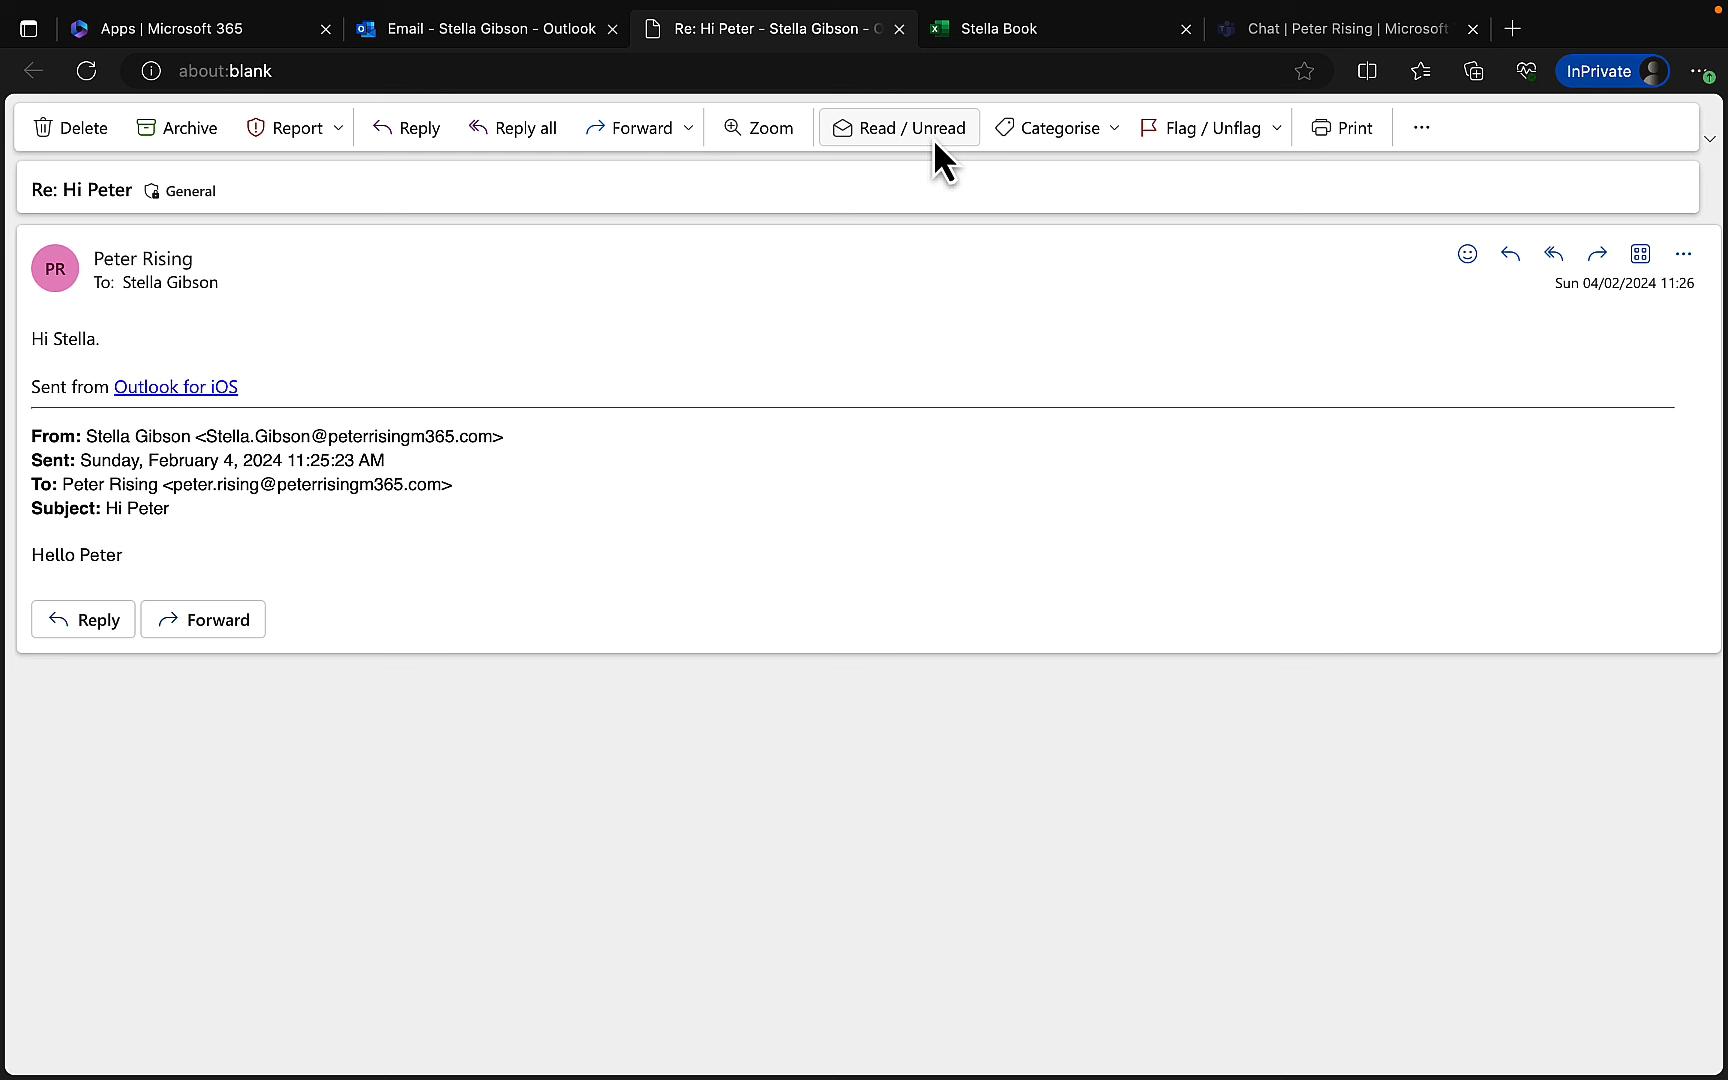 Apps | Microsoft 365
Email - Stella Gibson - Outlook
Re: Hi Peter - Stella Gibson -
Stella Book
Chat | Peter Rising | Microsoft
about:blank
InPrivate
Delete
Archive
Report
Reply
Reply all
Forward
Zoom
Read / Unread
Categorise
Flag / Unflag
Print
Re: Hi Peter
General
PR
Peter Rising
To: Stella Gibson
Sun 04/02/2024 11:26
Hi Stella.
Sent from Outlook for iOS
From: Stella Gibson <Stella.Gibson@peterrisingm365.com>
Sent: Sunday, February 4, 2024 11:25:23 AM
To: Peter Rising <peter.rising@peterrisingm365.com>
Subject: Hi Peter
Hello Peter
Reply
Forward